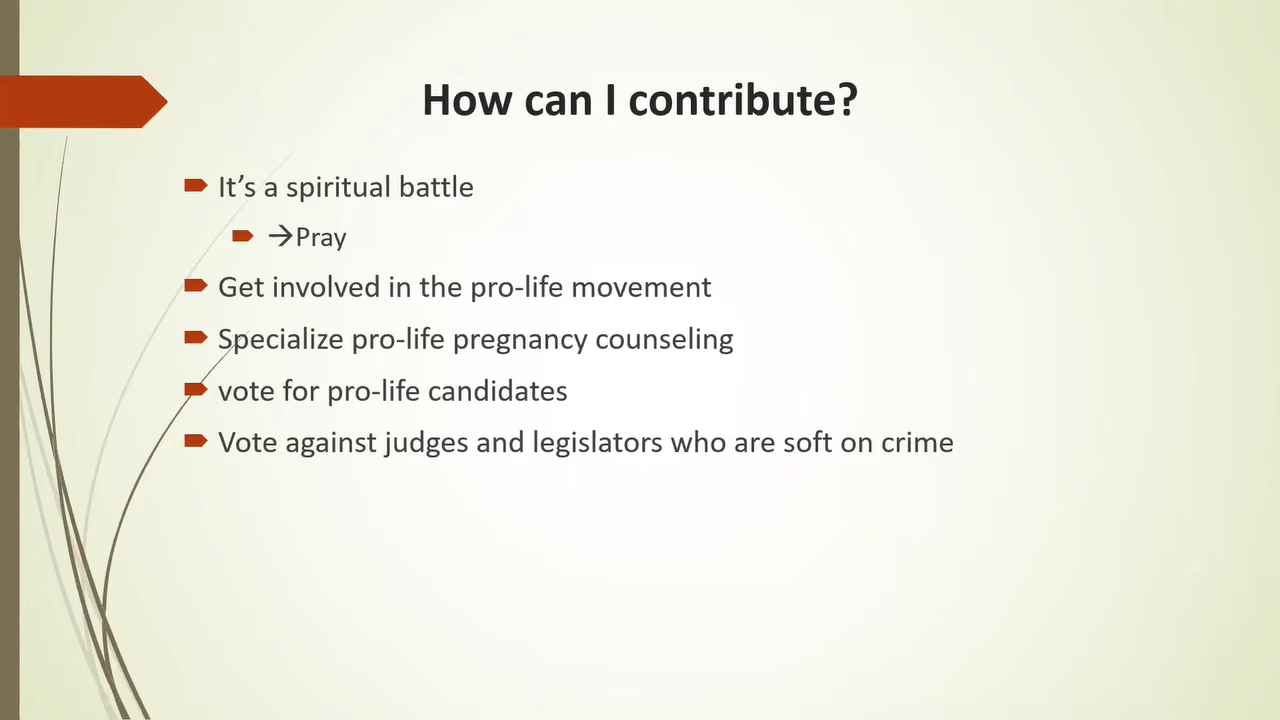 How can I contribute?
It’s a spiritual battle
→Pray
Get involved in the pro-life movement
Specialize pro-life pregnancy counseling
vote for pro-life candidates
Vote against judges and legislators who are soft on crime